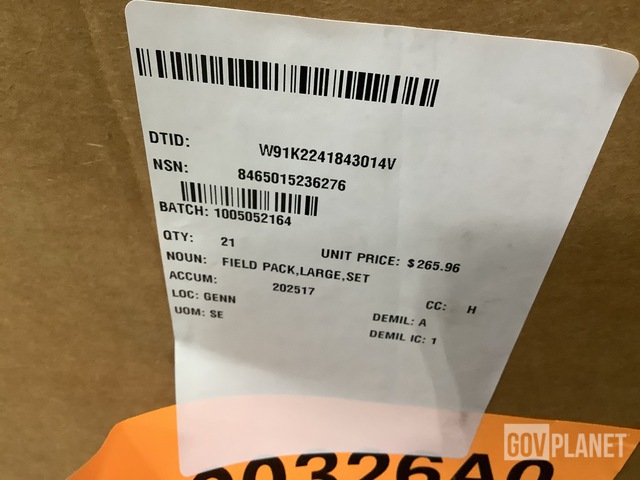 DTID: W91K2241843014V
NSN: 8465015236276
BATCH: 1005052164
QTY: 21 UNIT PRICE: $265.96
NOUN: FIELD PACK,LARGE,SET
ACCUM: 202517
LOC: GENN CC: H
UOM: SE DEMIL: A
DEMIL IC: 1
00326A0
GOVPLANET